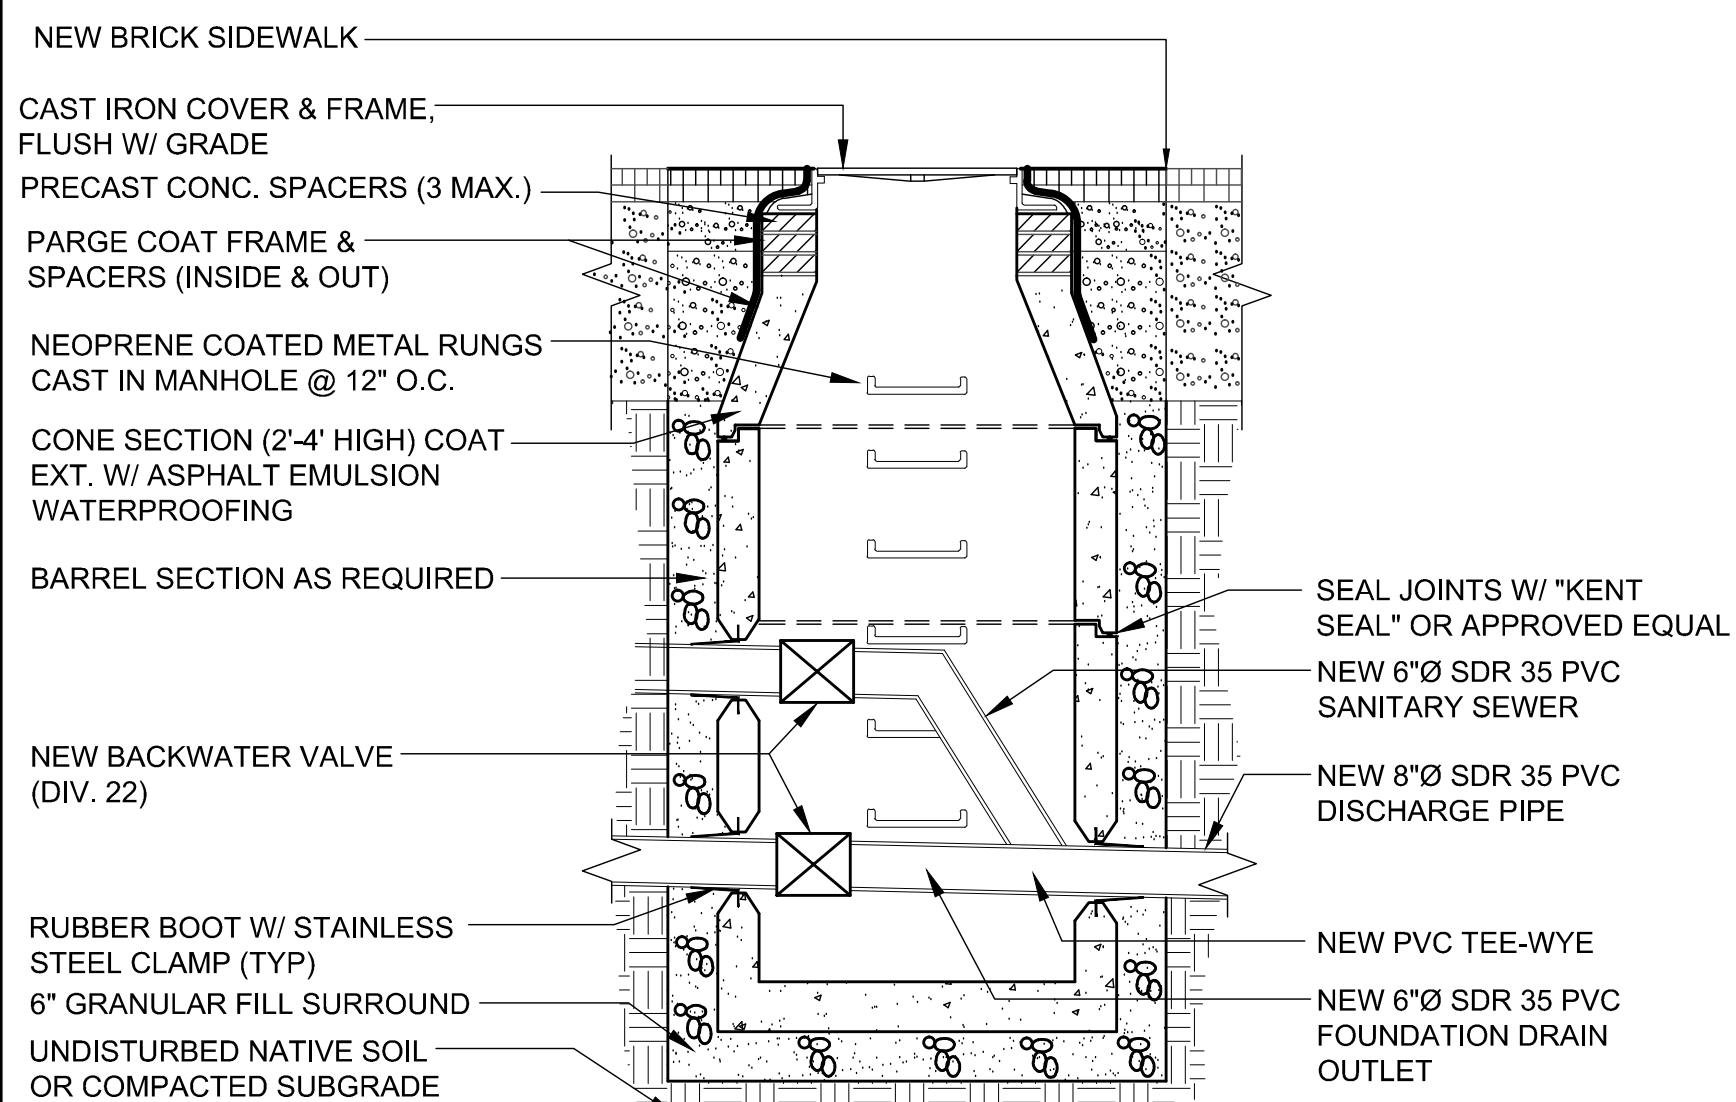 NEW BRICK SIDEWALK
CAST IRON COVER & FRAME,
FLUSH W/ GRADE
PRECAST CONC. SPACERS (3 MAX.)
PARGE COAT FRAME &
SPACERS (INSIDE & OUT)
NEOPRENE COATED METAL RUNGS
CAST IN MANHOLE @ 12" O.C.
CONE SECTION (2'-4' HIGH) COAT
EXT. W/ ASPHALT EMULSION
WATERPROOFING
BARREL SECTION AS REQUIRED
NEW BACKWATER VALVE
(DIV. 22)
RUBBER BOOT W/ STAINLESS
STEEL CLAMP (TYP)
6" GRANULAR FILL SURROUND
UNDISTURBED NATIVE SOIL
OR COMPACTED SUBGRADE
SEAL JOINTS W/ "KENT
SEAL" OR APPROVED EQUAL
NEW 6"Ø SDR 35 PVC
SANITARY SEWER
NEW 8"Ø SDR 35 PVC
DISCHARGE PIPE
NEW PVC TEE-WYE
NEW 6"Ø SDR 35 PVC
FOUNDATION DRAIN
OUTLET